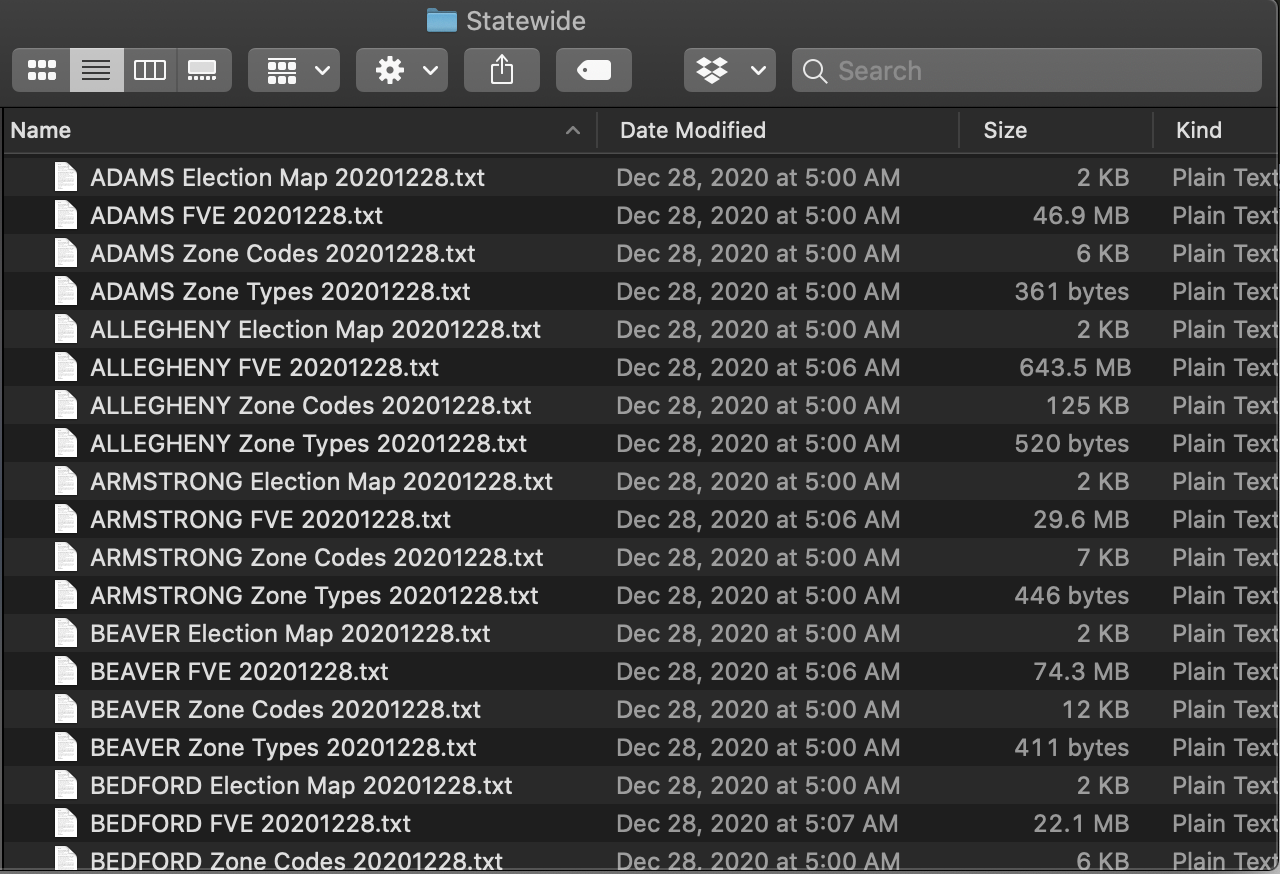 Statewide
Search
Name Date Modified Size Kind
ADAMS Election Map 20201228.txt Dec 28, 2020 at 5:00 AM 2 KB Plain Text
ADAMS FVE 20201228.txt Dec 28, 2020 at 5:00 AM 46.9 MB Plain Text
ADAMS Zone Codes 20201228.txt Dec 28, 2020 at 5:00 AM 6 KB Plain Text
ADAMS Zone Types 20201228.txt Dec 28, 2020 at 5:00 AM 361 bytes Plain Text
ALLEGHENY Election Map 20201228.txt Dec 28, 2020 at 5:00 AM 2 KB Plain Text
ALLEGHENY FVE 20201228.txt Dec 28, 2020 at 5:06 AM 643.5 MB Plain Text
ALLEGHENY Zone Codes 20201228.txt Dec 28, 2020 at 5:00 AM 125 KB Plain Text
ALLEGHENY Zone Types 20201228.txt Dec 28, 2020 at 5:00 AM 520 bytes Plain Text
ARMSTRONG Election Map 20201228.txt Dec 28, 2020 at 5:00 AM 2 KB Plain Text
ARMSTRONG FVE 20201228.txt Dec 28, 2020 at 5:06 AM 29.6 MB Plain Text
ARMSTRONG Zone Codes 20201228.txt Dec 28, 2020 at 5:00 AM 7 KB Plain Text
ARMSTRONG Zone Types 20201228.txt Dec 28, 2020 at 5:00 AM 446 bytes Plain Text
BEAVER Election Map 20201228.txt Dec 28, 2020 at 5:00 AM 2 KB Plain Text
BEAVER FVE 20201228.txt Dec 28, 2020 at 5:06 AM 74.3 MB Plain Text
BEAVER Zone Codes 20201228.txt Dec 28, 2020 at 5:00 AM 12 KB Plain Text
BEAVER Zone Types 20201228.txt Dec 28, 2020 at 5:00 AM 411 bytes Plain Text
BEDFORD Election Map 20201228.txt Dec 28, 2020 at 5:00 AM 2 KB Plain Text
BEDFORD FVE 20201228.txt Dec 28, 2020 at 5:07 AM 22.1 MB Plain Text
BEDFORD Zone Codes 20201228.txt Dec 28, 2020 at 5:00 AM 6 KB Plain Text